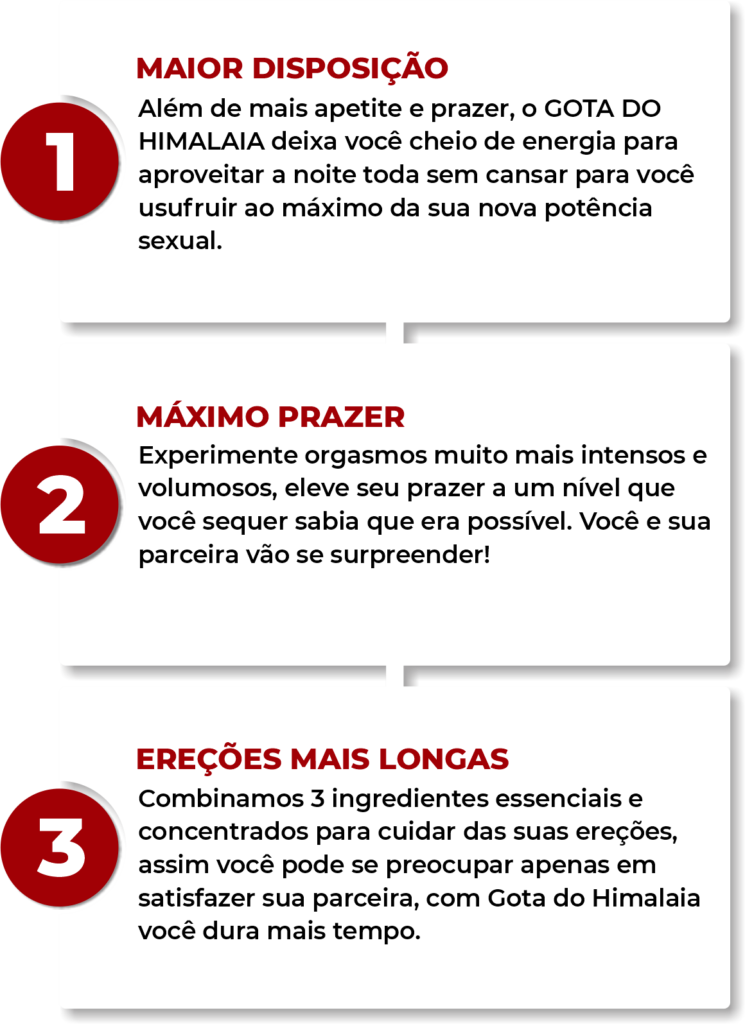 MAIOR DISPOSIÇÃO
Além de mais apetite e prazer, o GOTA DO
HIMALAIA deixa você cheio de energia para
aproveitar a noite toda sem cansar para você
usufruir ao máximo da sua nova potência
sexual.
1
MÁXIMO PRAZER
Experimente orgasmos muito mais intensos e
volumosos, eleve seu prazer a um nível que
você sequer sabia que era possível. Você e sua
parceira vão se surpreender!
2
EREÇÕES MAIS LONGAS
Combinamos 3 ingredientes essenciais e
concentrados para cuidar das suas ereções,
assim você pode se preocupar apenas em
satisfazer sua parceira, com Gota do Himalaia
você dura mais tempo.
3